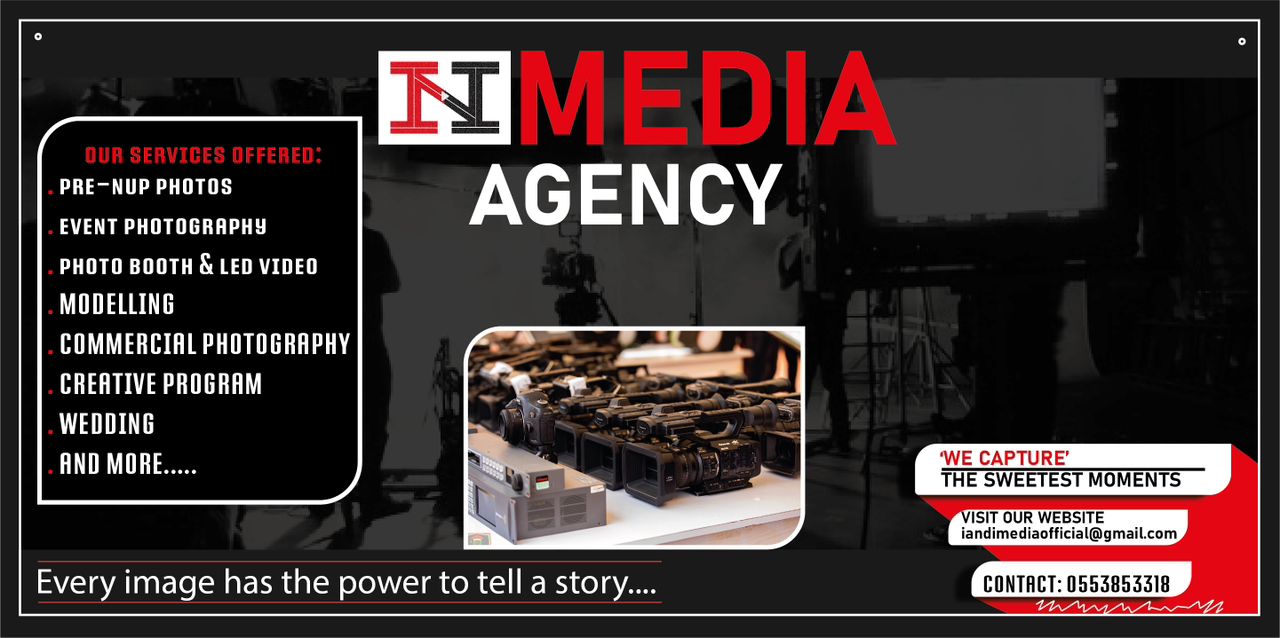 MEDIA
AGENCY
OUR SERVICES OFFERED:
. PRE-NUP PHOTOS
. EVENT PHOTOGRAPHY
. PHOTO BOOTH & LED VIDEO
. MODELLING
. COMMERCIAL PHOTOGRAPHY
. CREATIVE PROGRAM
. WEDDING
. AND MORE.....
'WE CAPTURE'
THE SWEETEST MOMENTS
VISIT OUR WEBSITE
iandimediaofficial@gmail.com
CONTACT: 0553853318
Every image has the power to tell a story....